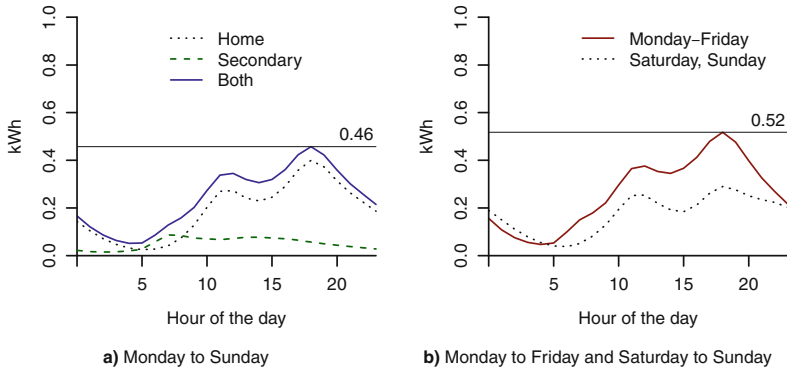 1.0
0.8
0.6
0.4
0.2
0.0
kWh
Home
Secondary
Both
0.46
5 10 15 20
Hour of the day
a) Monday to Sunday
1.0
0.8
0.6
0.4
0.2
0.0
kWh
Monday–Friday
Saturday, Sunday
0.52
5 10 15 20
Hour of the day
b) Monday to Friday and Saturday to Sunday